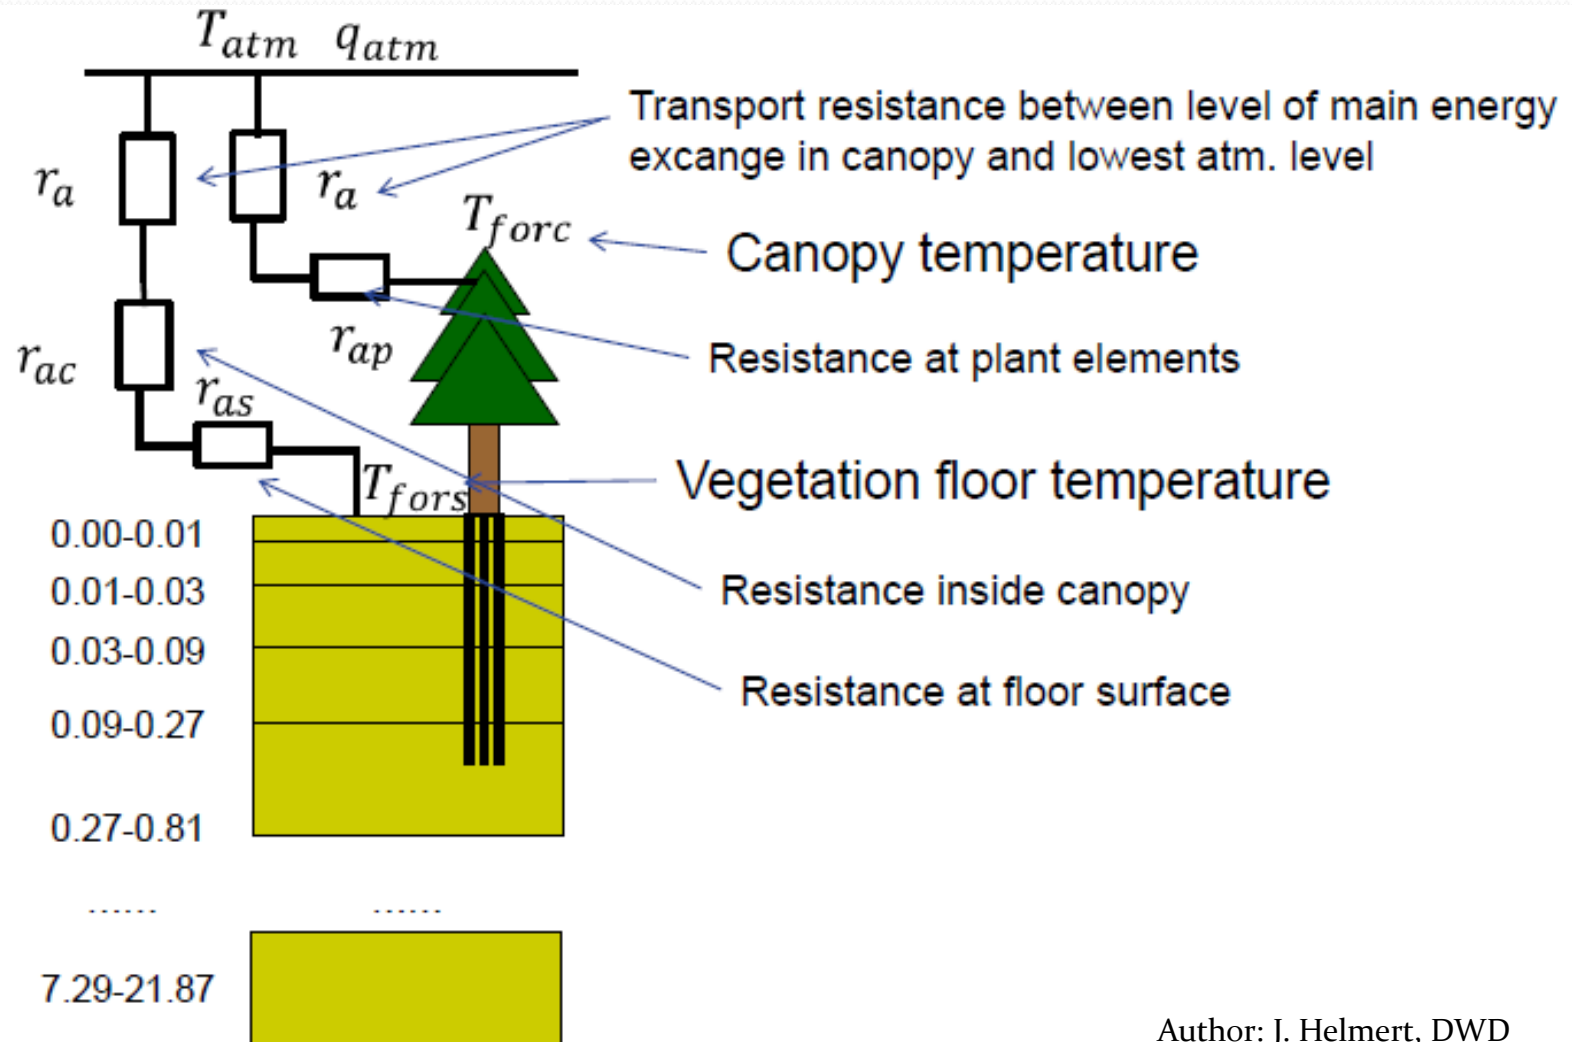 T_atm q_atm
Transport resistance between level of main energy
excange in canopy and lowest atm. level
r_a
r_a
T_forc
Canopy temperature
r_ap
Resistance at plant elements
r_ac
r_as
T_fors
Vegetation floor temperature
0.00-0.01
0.01-0.03
Resistance inside canopy
0.03-0.09
Resistance at floor surface
0.09-0.27
0.27-0.81
...... ......
7.29-21.87
Author: J. Helmert, DWD